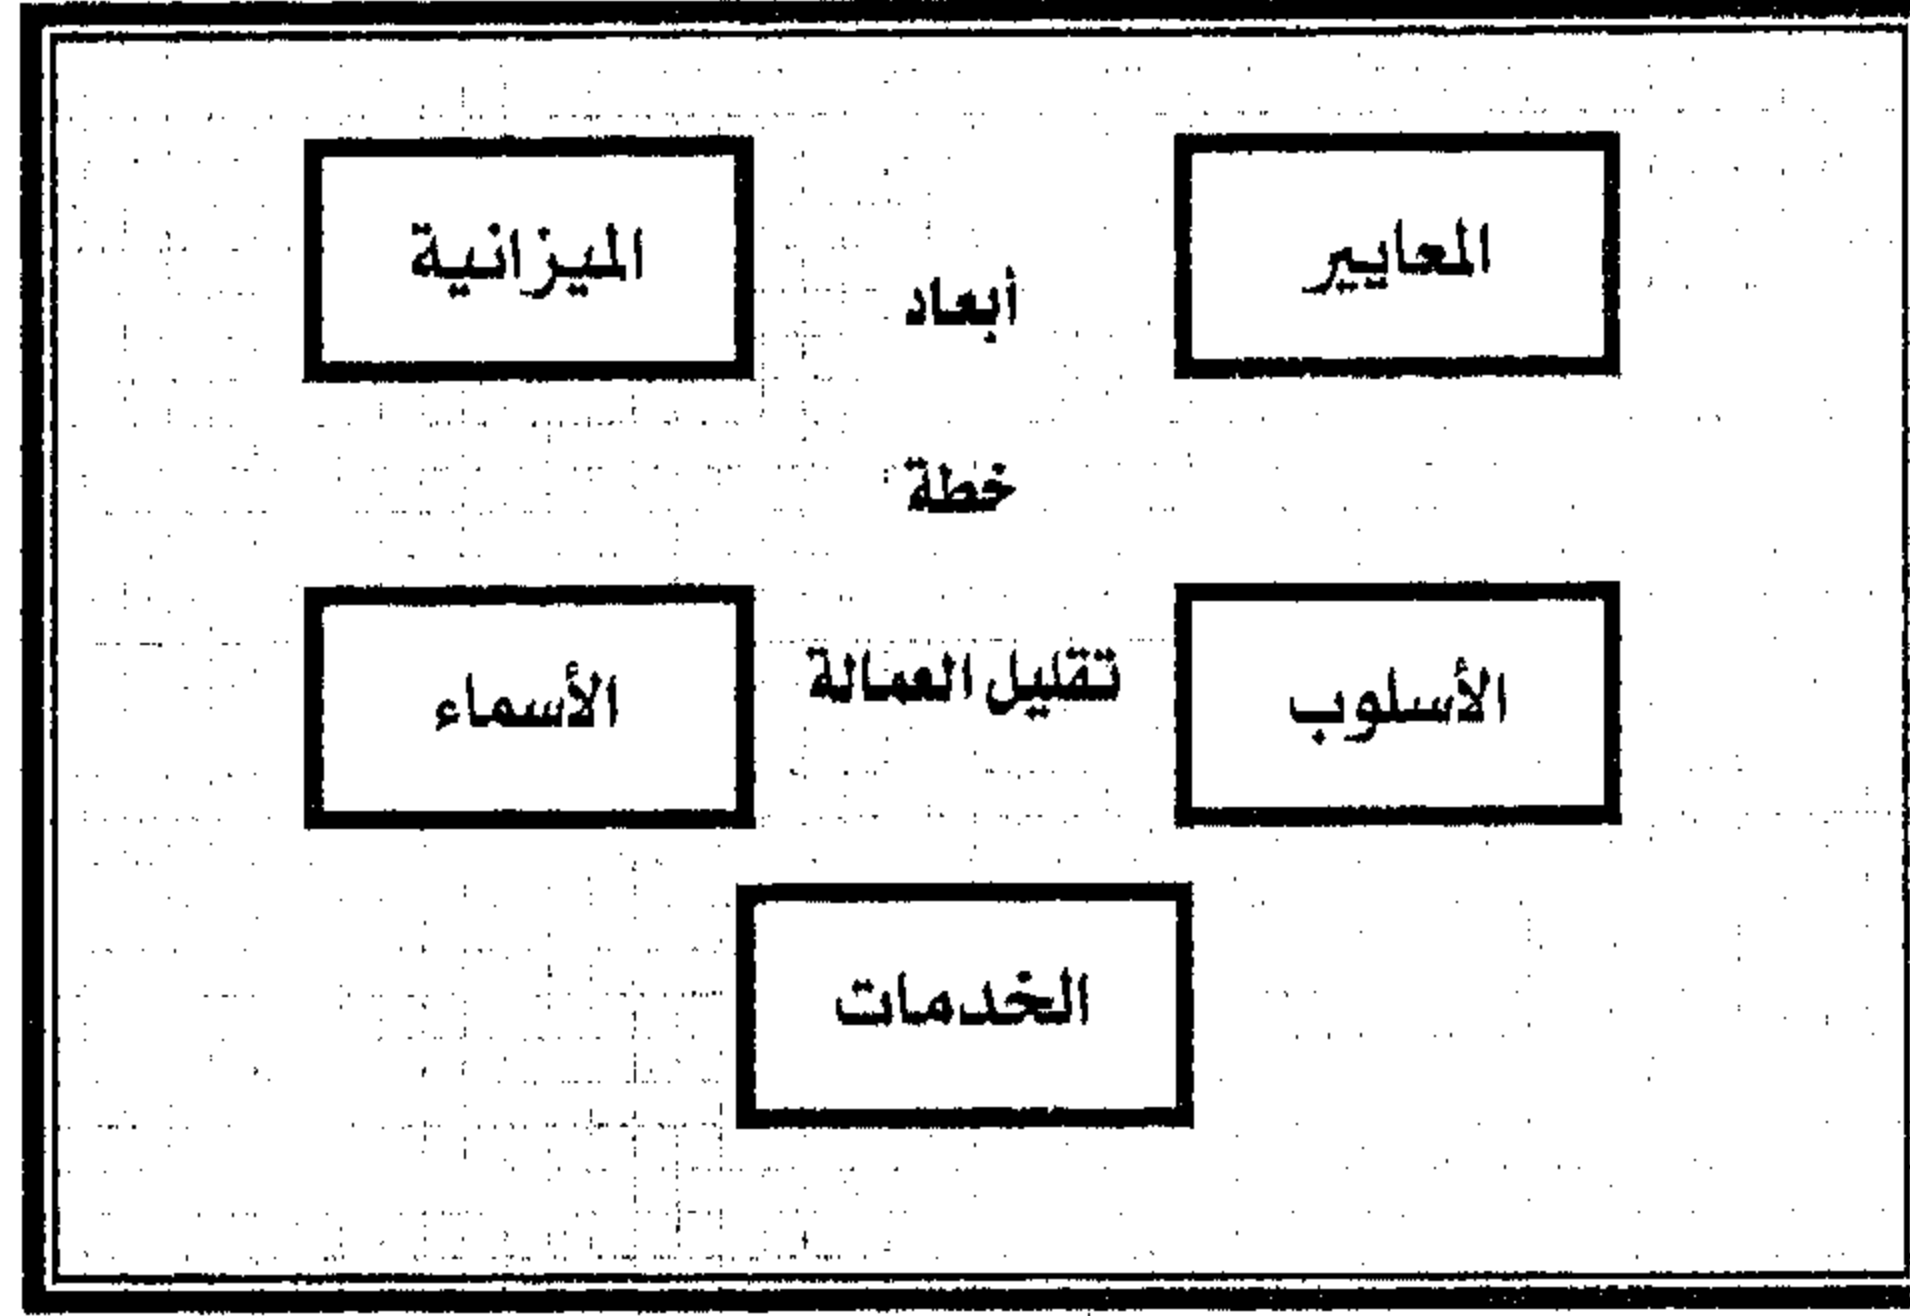 المعايير
أبعاد
الميزانية
خطة
الأسلوب
تقليل العمالة
الأسماء
الخدمات